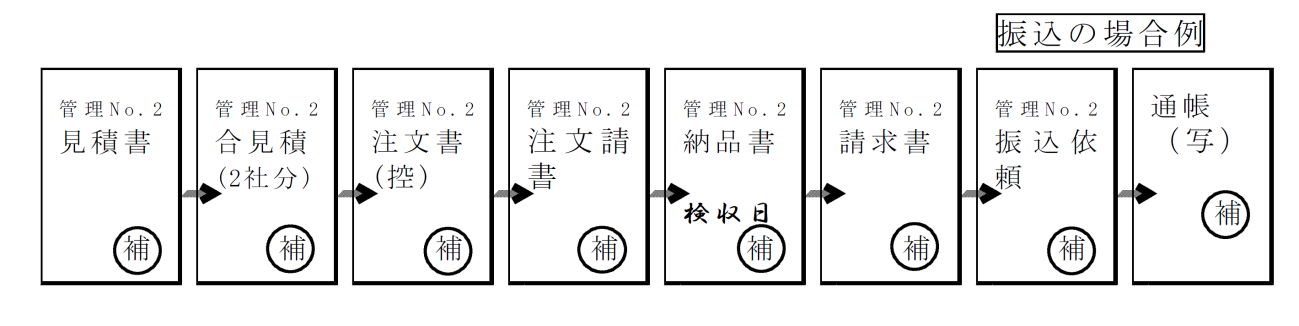 振込の場合例
管理No.2
見積書
補
管理No.2
合見積
(2社分)
補
管理No.2
注文書
(控)
補
管理No.2
注文請
書
補
管理No.2
納品書
検収日
補
管理No.2
請求書
補
管理No.2
振込依
頼
補
通帳
(写)
補